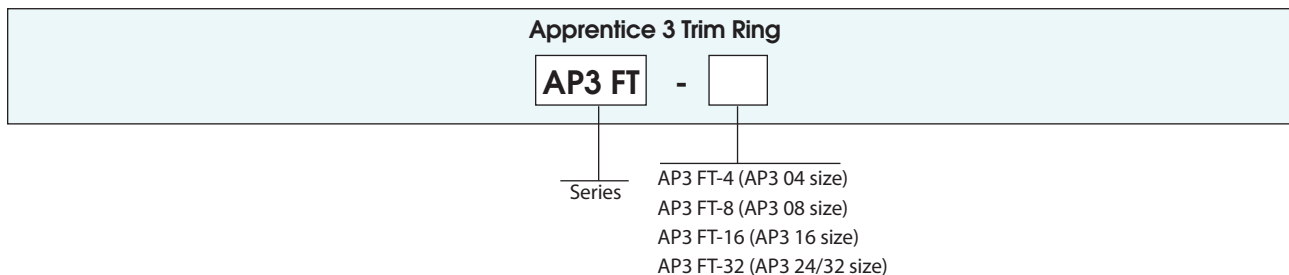 Apprentice 3 Trim Ring
AP3 FT -
Series
AP3 FT-4 (AP3 04 size)
AP3 FT-8 (AP3 08 size)
AP3 FT-16 (AP3 16 size)
AP3 FT-32 (AP3 24/32 size)